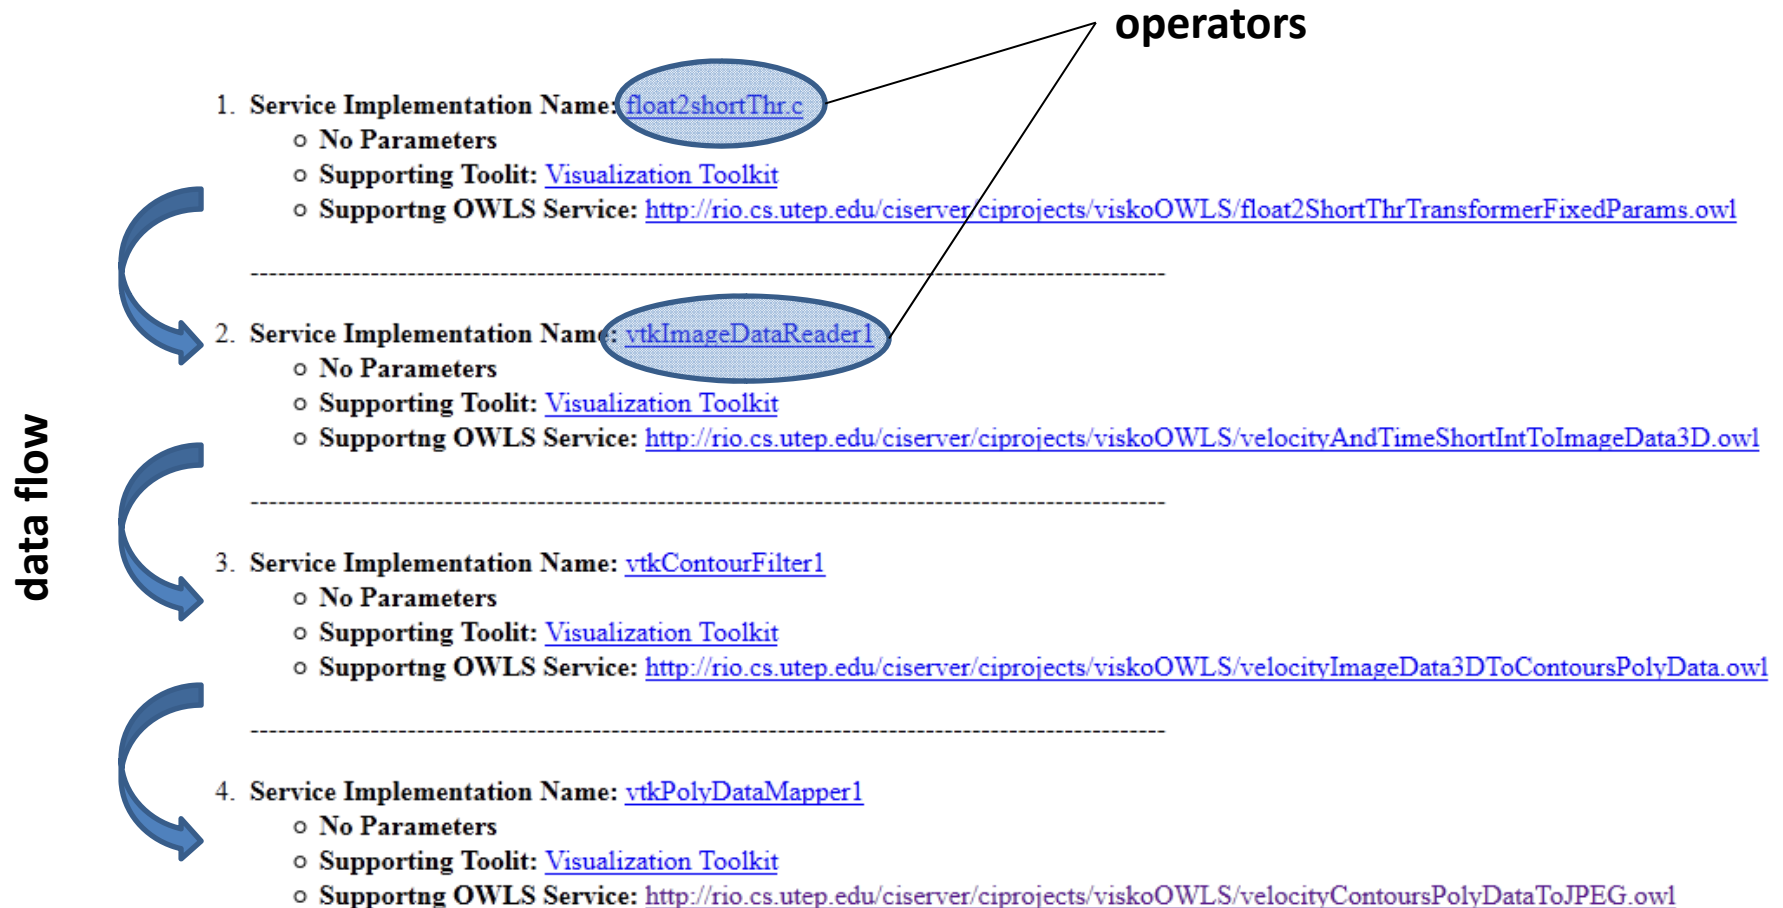 operators
1. Service Implementation Name: float2shortThr.c
○ No Parameters
○ Supporting Toolit: Visualization Toolkit
○ Supportng OWLS Service: http://rio.cs.utep.edu/ciserver/ciprojects/viskoOWLS/float2ShortThrTransformerFixedParams.owl
2. Service Implementation Name: vtkImageDataReader1
○ No Parameters
○ Supporting Toolit: Visualization Toolkit
○ Supportng OWLS Service: http://rio.cs.utep.edu/ciserver/ciprojects/viskoOWLS/velocityAndTimeShortIntToImageData3D.owl
data flow
3. Service Implementation Name: vtkContourFilter1
○ No Parameters
○ Supporting Toolit: Visualization Toolkit
○ Supportng OWLS Service: http://rio.cs.utep.edu/ciserver/ciprojects/viskoOWLS/velocityImageData3DToContoursPolyData.owl
4. Service Implementation Name: vtkPolyDataMapper1
○ No Parameters
○ Supporting Toolit: Visualization Toolkit
○ Supportng OWLS Service: http://rio.cs.utep.edu/ciserver/ciprojects/viskoOWLS/velocityContoursPolyDataToJPEG.owl